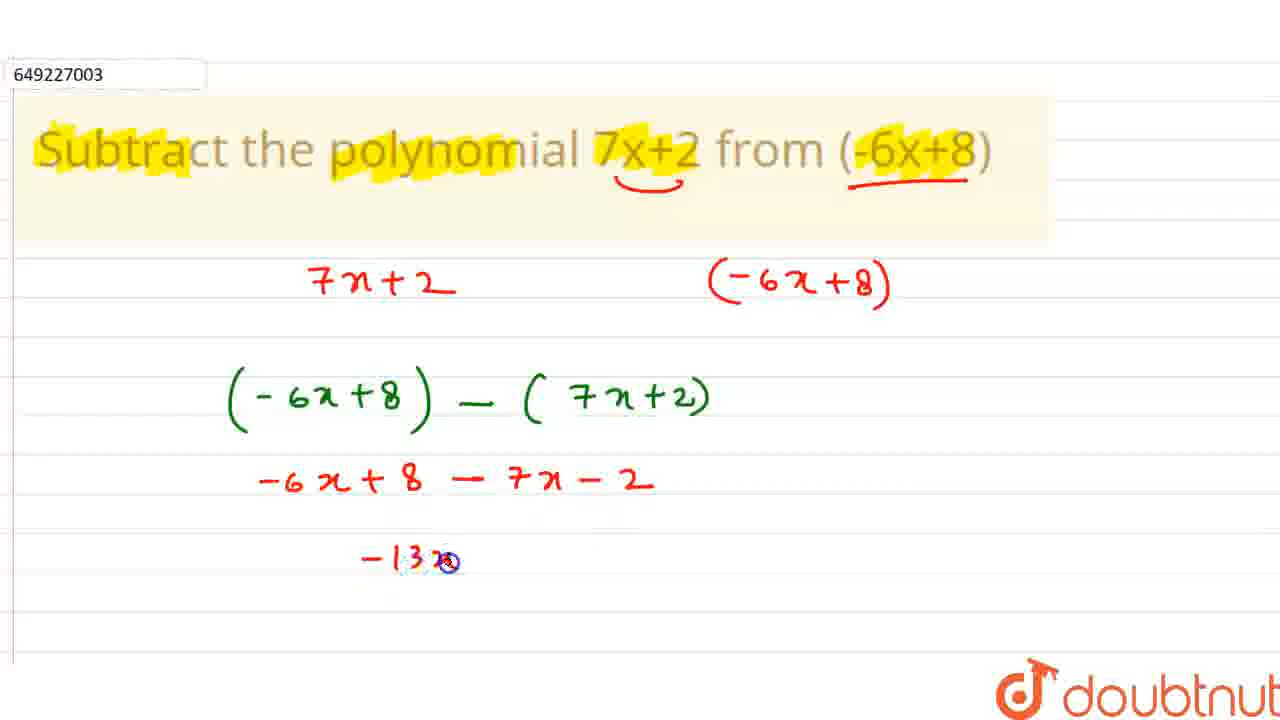 649227003
Subtract the polynomial 7x+2 from (-6x+8)
7x+2 (-6x+8)
(-6x+8) - (7x+2)
-6x+8 - 7x - 2
-13x
doubtnut